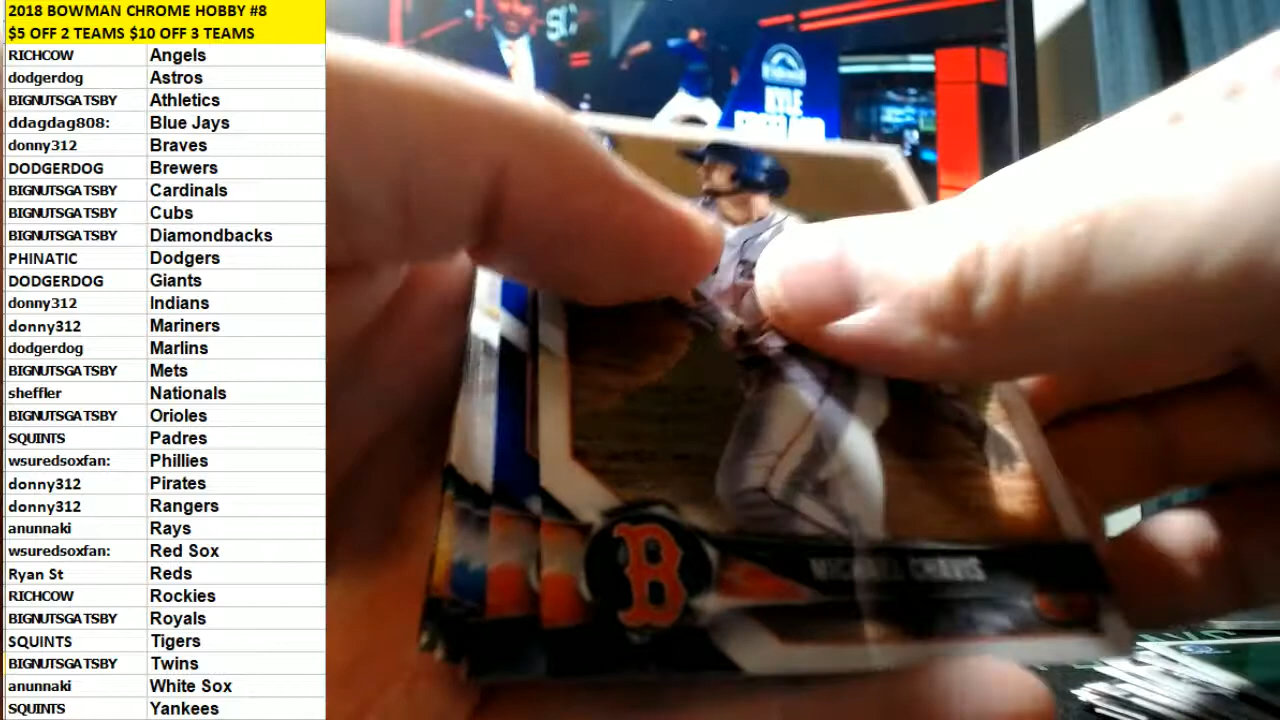 2018 BOWMAN CHROME HOBBY #8
$5 OFF 2 TEAMS $10 OFF 3 TEAMS
RICHCOW Angels
dodgerdog Astros
BIGNUTSGATSBY Athletics
ddagdag808: Blue Jays
donny312 Braves
DODGERDOG Brewers
BIGNUTSGATSBY Cardinals
BIGNUTSGATSBY Cubs
BIGNUTSGATSBY Diamondbacks
PHINATIC Dodgers
DODGERDOG Giants
donny312 Indians
donny312 Mariners
dodgerdog Marlins
BIGNUTSGATSBY Mets
sheffler Nationals
BIGNUTSGATSBY Orioles
SQUINTS Padres
wsuredsoxfan: Phillies
donny312 Pirates
donny312 Rangers
anunnaki Rays
wsuredsoxfan: Red Sox
Ryan St Reds
RICHCOW Rockies
BIGNUTSGATSBY Royals
SQUINTS Tigers
BIGNUTSGATSBY Twins
anunnaki White Sox
SQUINTS Yankees
KYLE
B
MICHAEL CHAVIS